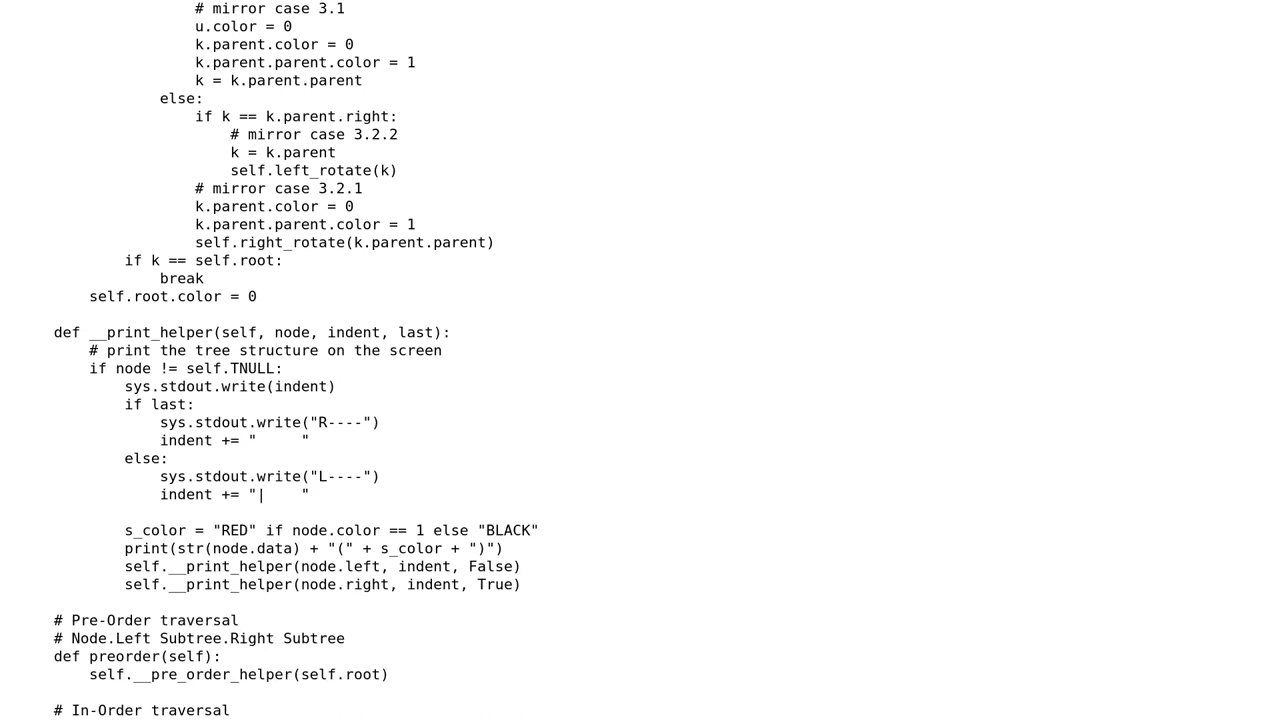 # mirror case 3.1
                u.color = 0
                k.parent.color = 0
                k.parent.parent.color = 1
                k = k.parent.parent
            else:
                if k == k.parent.right:
                    # mirror case 3.2.2
                    k = k.parent
                    self.left_rotate(k)
                # mirror case 3.2.1
                k.parent.color = 0
                k.parent.parent.color = 1
                self.right_rotate(k.parent.parent)
        if k == self.root:
            break
    self.root.color = 0

def __print_helper(self, node, indent, last):
    # print the tree structure on the screen
    if node != self.TNULL:
        sys.stdout.write(indent)
        if last:
            sys.stdout.write("R----")
            indent += "     "
        else:
            sys.stdout.write("L----")
            indent += "|    "

        s_color = "RED" if node.color == 1 else "BLACK"
        print(str(node.data) + "(" + s_color + ")")
        self.__print_helper(node.left, indent, False)
        self.__print_helper(node.right, indent, True)

# Pre-Order traversal
# Node.Left Subtree.Right Subtree
def preorder(self):
    self.__pre_order_helper(self.root)

# In-Order traversal